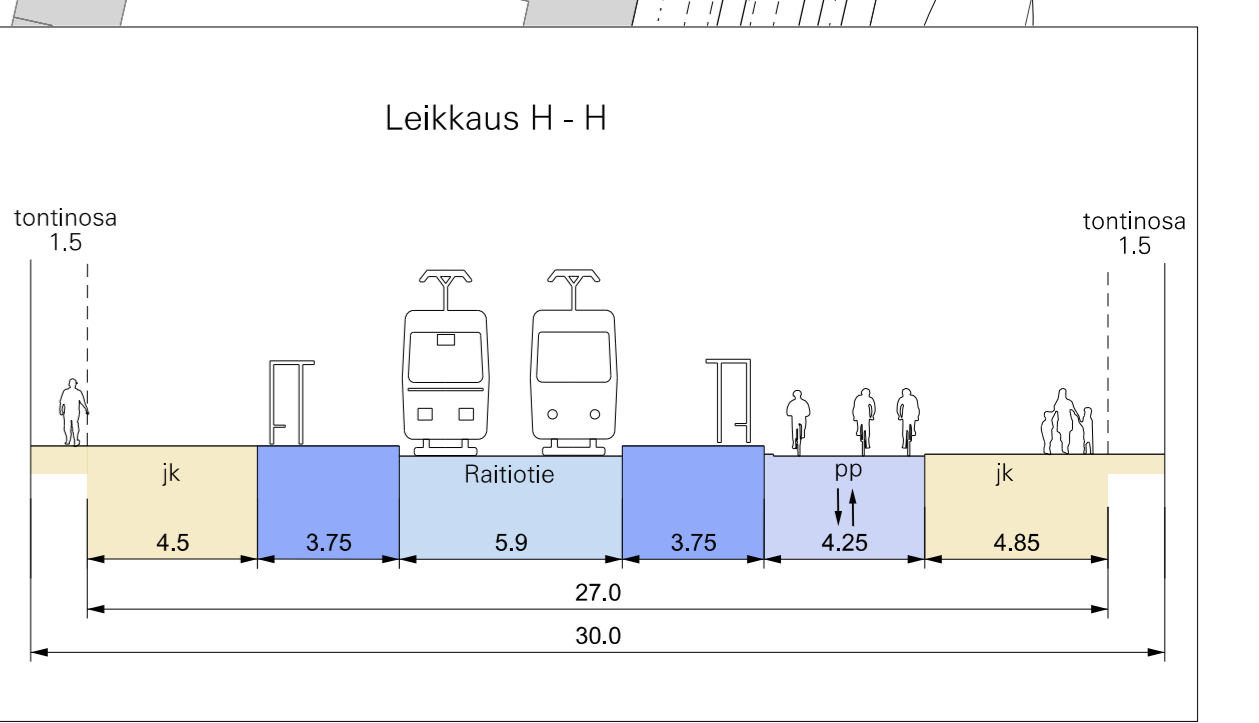 Leikkaus H - H
tontinosa
1.5
tontinosa
1.5
jk
Raitiotie
pp
jk
4.5
3.75
5.9
3.75
4.25
4.85
27.0
30.0